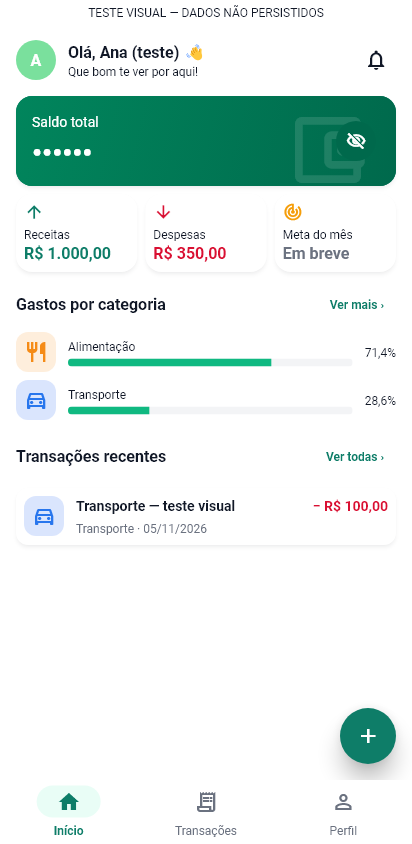 TESTE VISUAL — DADOS NÃO PERSISTIDOS
A
Olá, Ana (teste) 👋
Que bom te ver por aqui!
Saldo total
••••••
Receitas
R$ 1.000,00
Despesas
R$ 350,00
Meta do mês
Em breve
Gastos por categoria
Ver mais ›
Alimentação
71,4%
Transporte
28,6%
Transações recentes
Ver todas ›
Transporte — teste visual
− R$ 100,00
Transporte · 05/11/2026
+
Início
Transações
Perfil